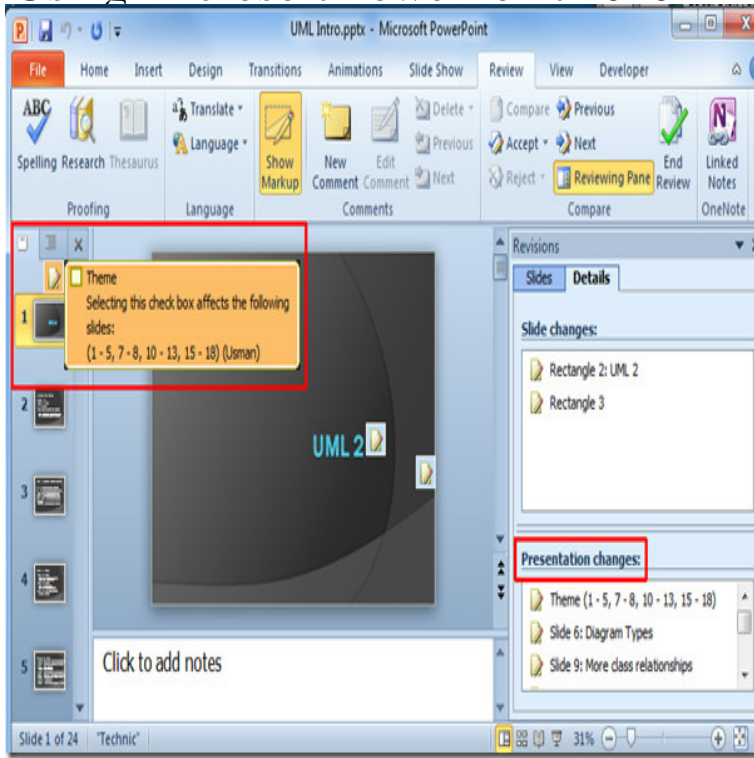 UML Intro.pptx - Microsoft PowerPoint
File Home Insert Design Transitions Animations Slide Show Review View Developer
ABC
Spelling Research Thesaurus
Proofing
Translate
Language
Language
Show Markup
New Comment
Edit Comment
Delete
Previous
Next
Comments
Compare
Accept
Reject
Previous
Next
Reviewing Pane
End Review
Compare
Linked Notes
OneNote
Theme
Selecting this check box affects the following
slides:
(1 - 5, 7 - 8, 10 - 13, 15 - 18) (Usman)
1
2
3
4
5
UML 2
Click to add notes
Revisions
Slides Details
Slide changes:
Rectangle 2: UML 2
Rectangle 3
Presentation changes:
Theme (1 - 5, 7 - 8, 10 - 13, 15 - 18)
Slide 6: Diagram Types
Slide 9: More class relationships
Slide 1 of 24 "Technic" 31%